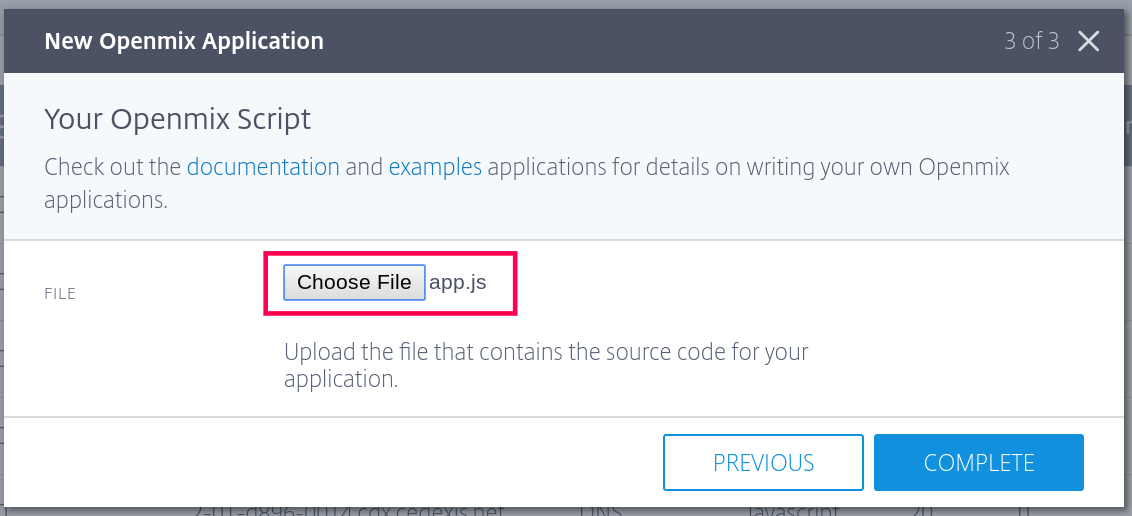 New Openmix Application 3 of 3
Your Openmix Script
Check out the documentation and examples applications for details on writing your own Openmix
applications.
FILE Choose File app.js
Upload the file that contains the source code for your
application.
PREVIOUS COMPLETE
2-01-d896-0014.cdx.cedexis.net DNS Javascript 20 0